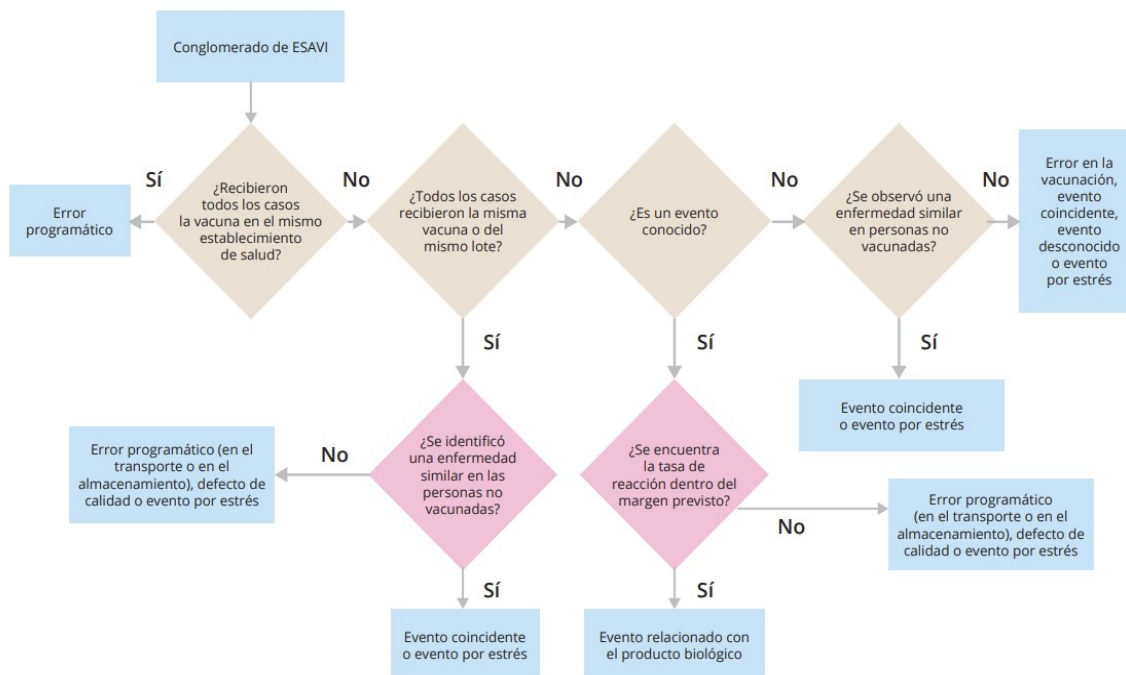 Conglomerado de ESAVI
Sí
Error
programático
¿Recibieron
todos los casos
la vacuna en el mismo
establecimiento
de salud?
No
¿Todos los casos
recibieron la misma
vacuna o del
mismo lote?
No
¿Es un evento
conocido?
No
¿Se observó una
enfermedad similar
en personas no
vacunadas?
No
Error en la
vacunación,
evento
coincidente,
evento
desconocido
o evento
por estrés
Sí
Sí
Sí
Evento coincidente
o evento por estrés
Error programático (en el
transporte o en el
almacenamiento), defecto de
calidad o evento por estrés
No
¿Se identificó
una enfermedad
similar en las
personas no
vacunadas?
¿Se encuentra
la tasa de
reacción dentro del
margen previsto?
No
Error programático
(en el transporte o en el
almacenamiento), defecto de
calidad o evento por estrés
Sí
Sí
Evento coincidente
o evento por estrés
Evento relacionado con
el producto biológico